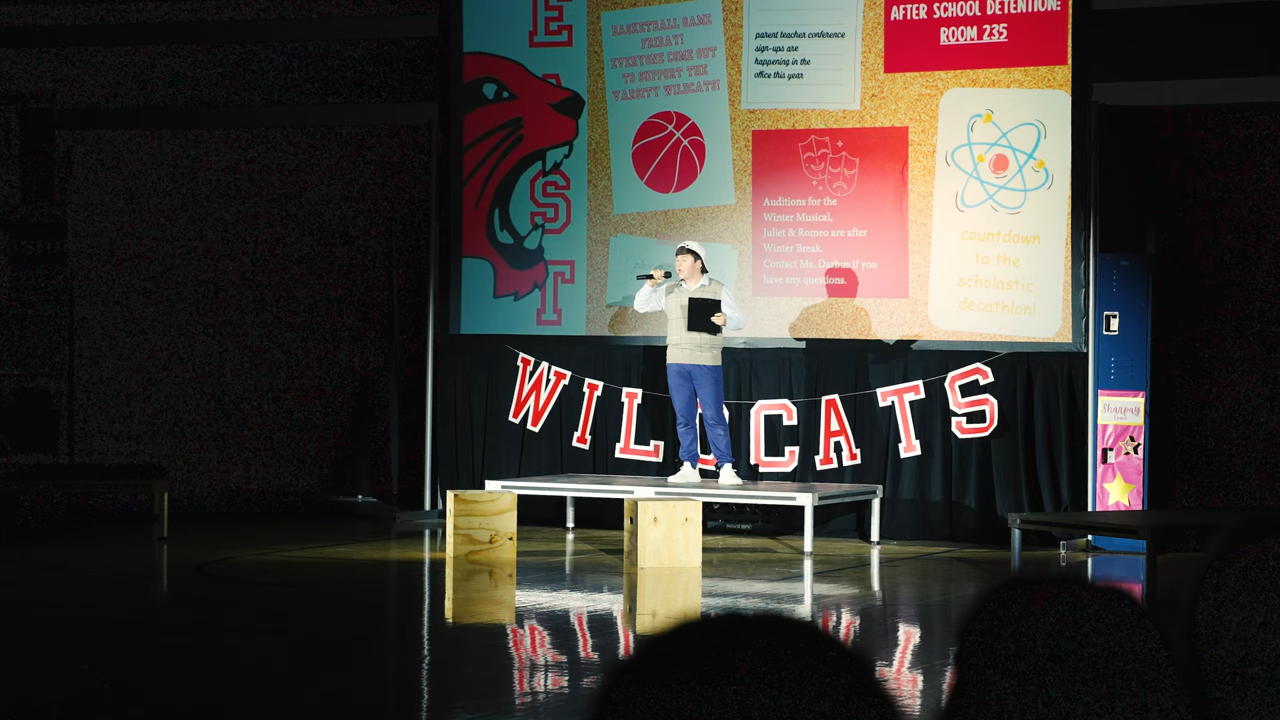 EAST
BASKETBALL GAME
FRIDAY!
EVERYONE COME OUT
TO SUPPORT THE
VARSITY WILDCATS!
parent teacher conference
sign-ups are
happening in the
office this year
AFTER SCHOOL DETENTION:
ROOM 235
Auditions for the
Winter Musical,
Juliet & Romeo are after
Winter Break.
Contact Ms. Darbus if you
have any questions.
countdown
to the
scholastic
decathlon!
WILDCATS
Sharpay